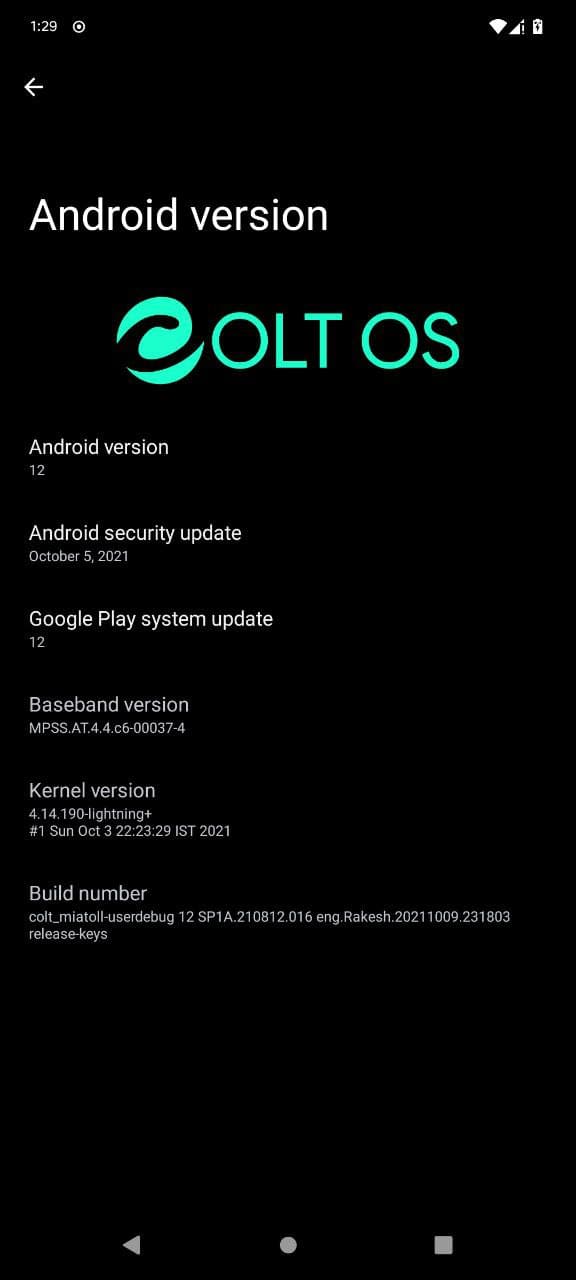 1:29
Android version
COLT OS
Android version
12
Android security update
October 5, 2021
Google Play system update
12
Baseband version
MPSS.AT.4.4.c6-00037-4
Kernel version
4.14.190-lightning+
#1 Sun Oct 3 22:23:29 IST 2021
Build number
colt_miatoll-userdebug 12 SP1A.210812.016 eng.Rakesh.20211009.231803
release-keys